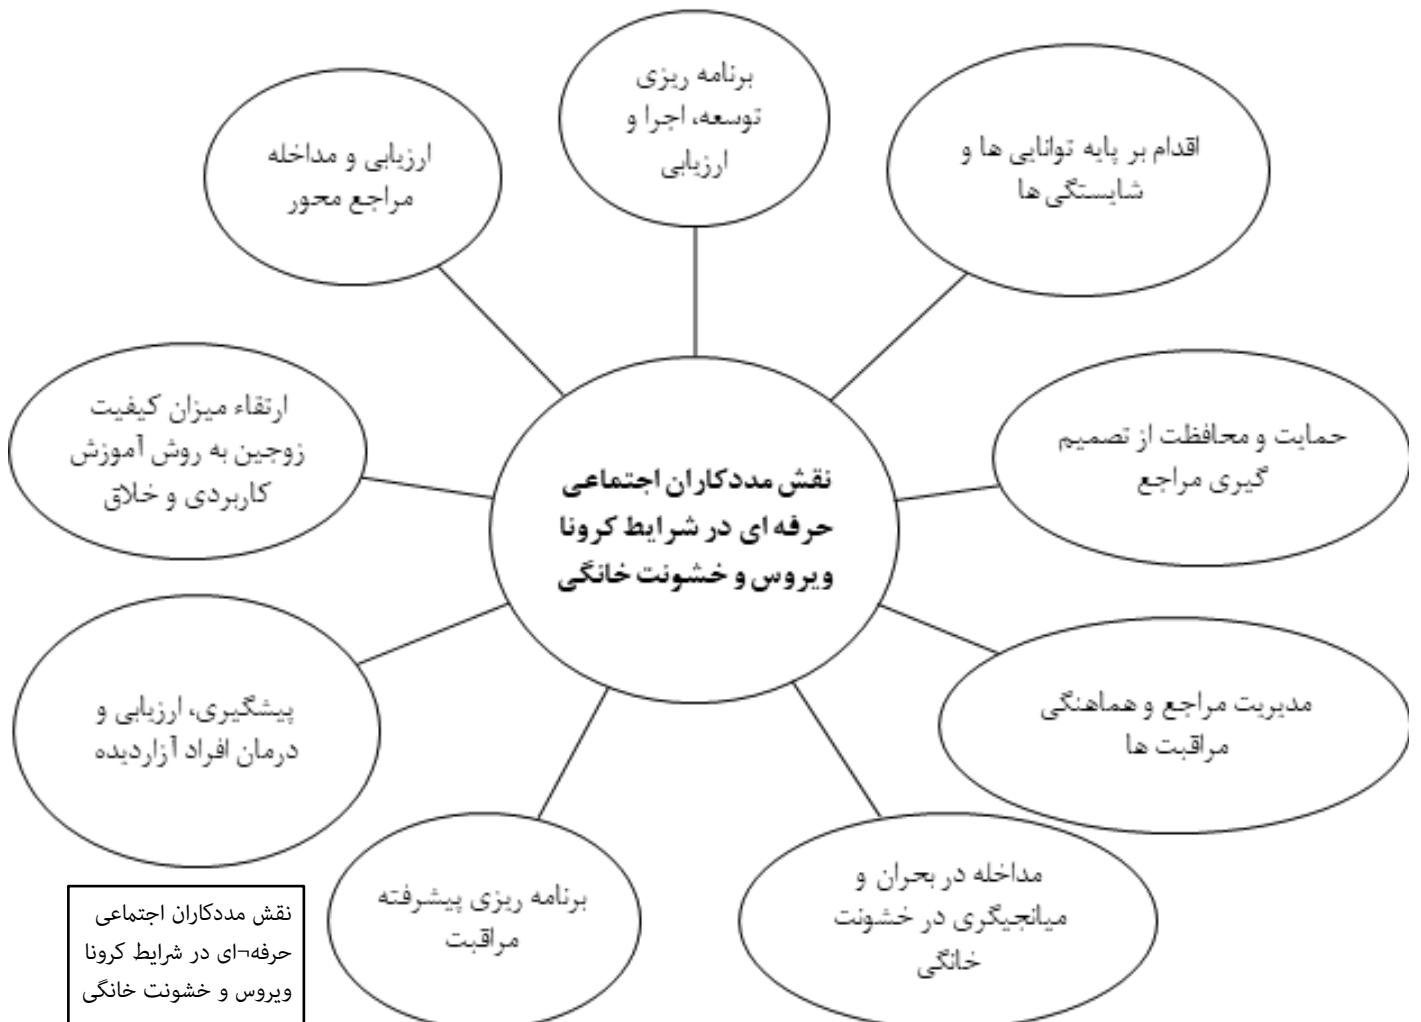 برنامه ریزی
توسعه، اجرا و
ارزیابی
اقدام بر پایه توانایی ها و
شایستگی ها
ارزیابی و مداخله
مراجع محور
حمایت و محافظت از تصمیم
گیری مراجع
ارتقاء میزان کیفیت
زوجین به روش آموزش
کاربردی و خلاق
نقش مددکاران اجتماعی
حرفه ای در شرایط کرونا
ویروس و خشونت خانگی
مدیریت مراجع و هماهنگی
مراقبت ها
پیشگیری، ارزیابی و
درمان افراد آزاردیده
مداخله در بحران و
میانجیگری در خشونت
خانگی
برنامه ریزی پیشرفته
مراقبت
نقش مددکاران اجتماعی
حرفه¬ای در شرایط کرونا
ویروس و خشونت خانگی